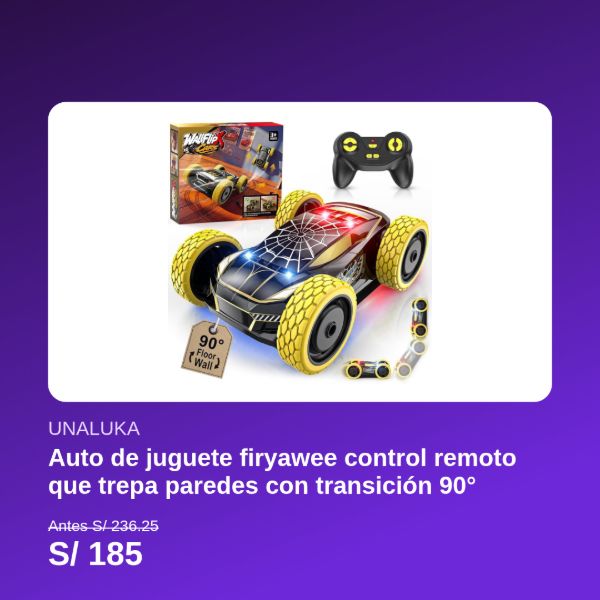 WALLFLIP X
90°
Floor
Wall
UNALUKA
Auto de juguete firyawee control remoto
que trepa paredes con transición 90°
Antes S/ 236.25
S/ 185